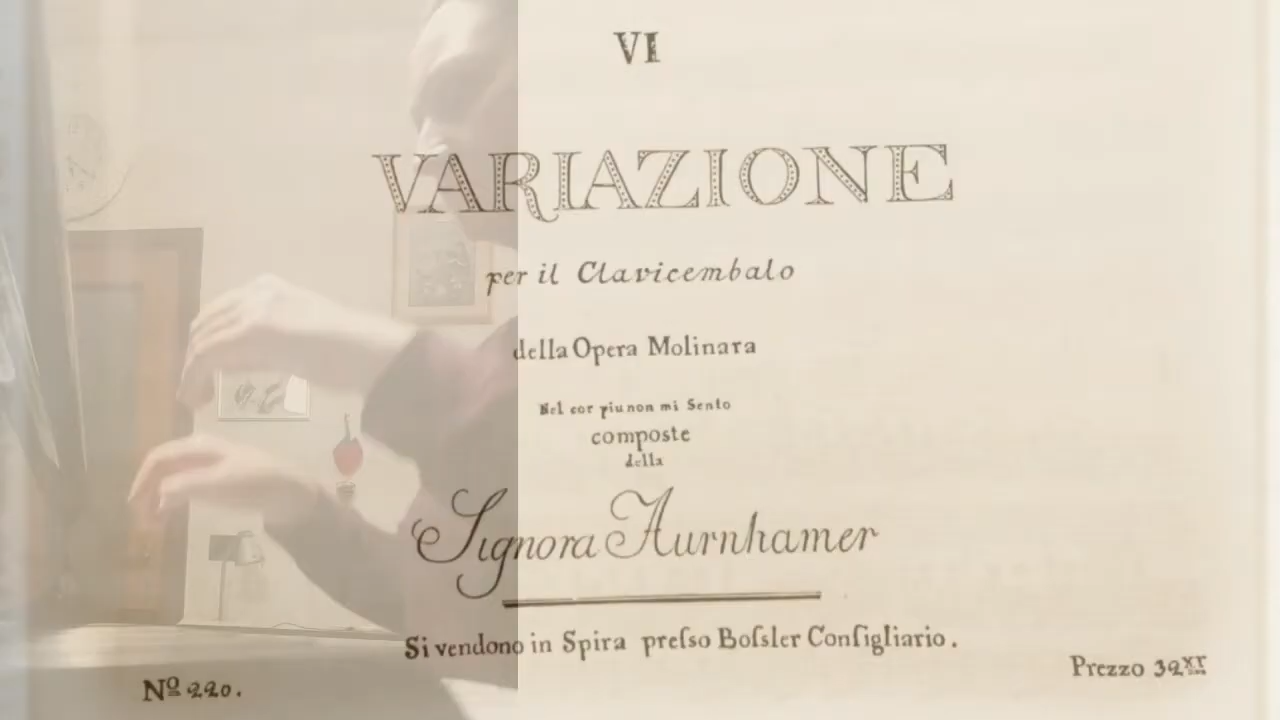 VI
VARIAZIONE
per il Clavicembalo
della Opera Molinara
Nel cor piu non mi Sento
composte
della
Signora Aurnhamer
Si vendono in Spira preſso Boſsler Conſigliario.
Nº 220. Prezzo 32 xr